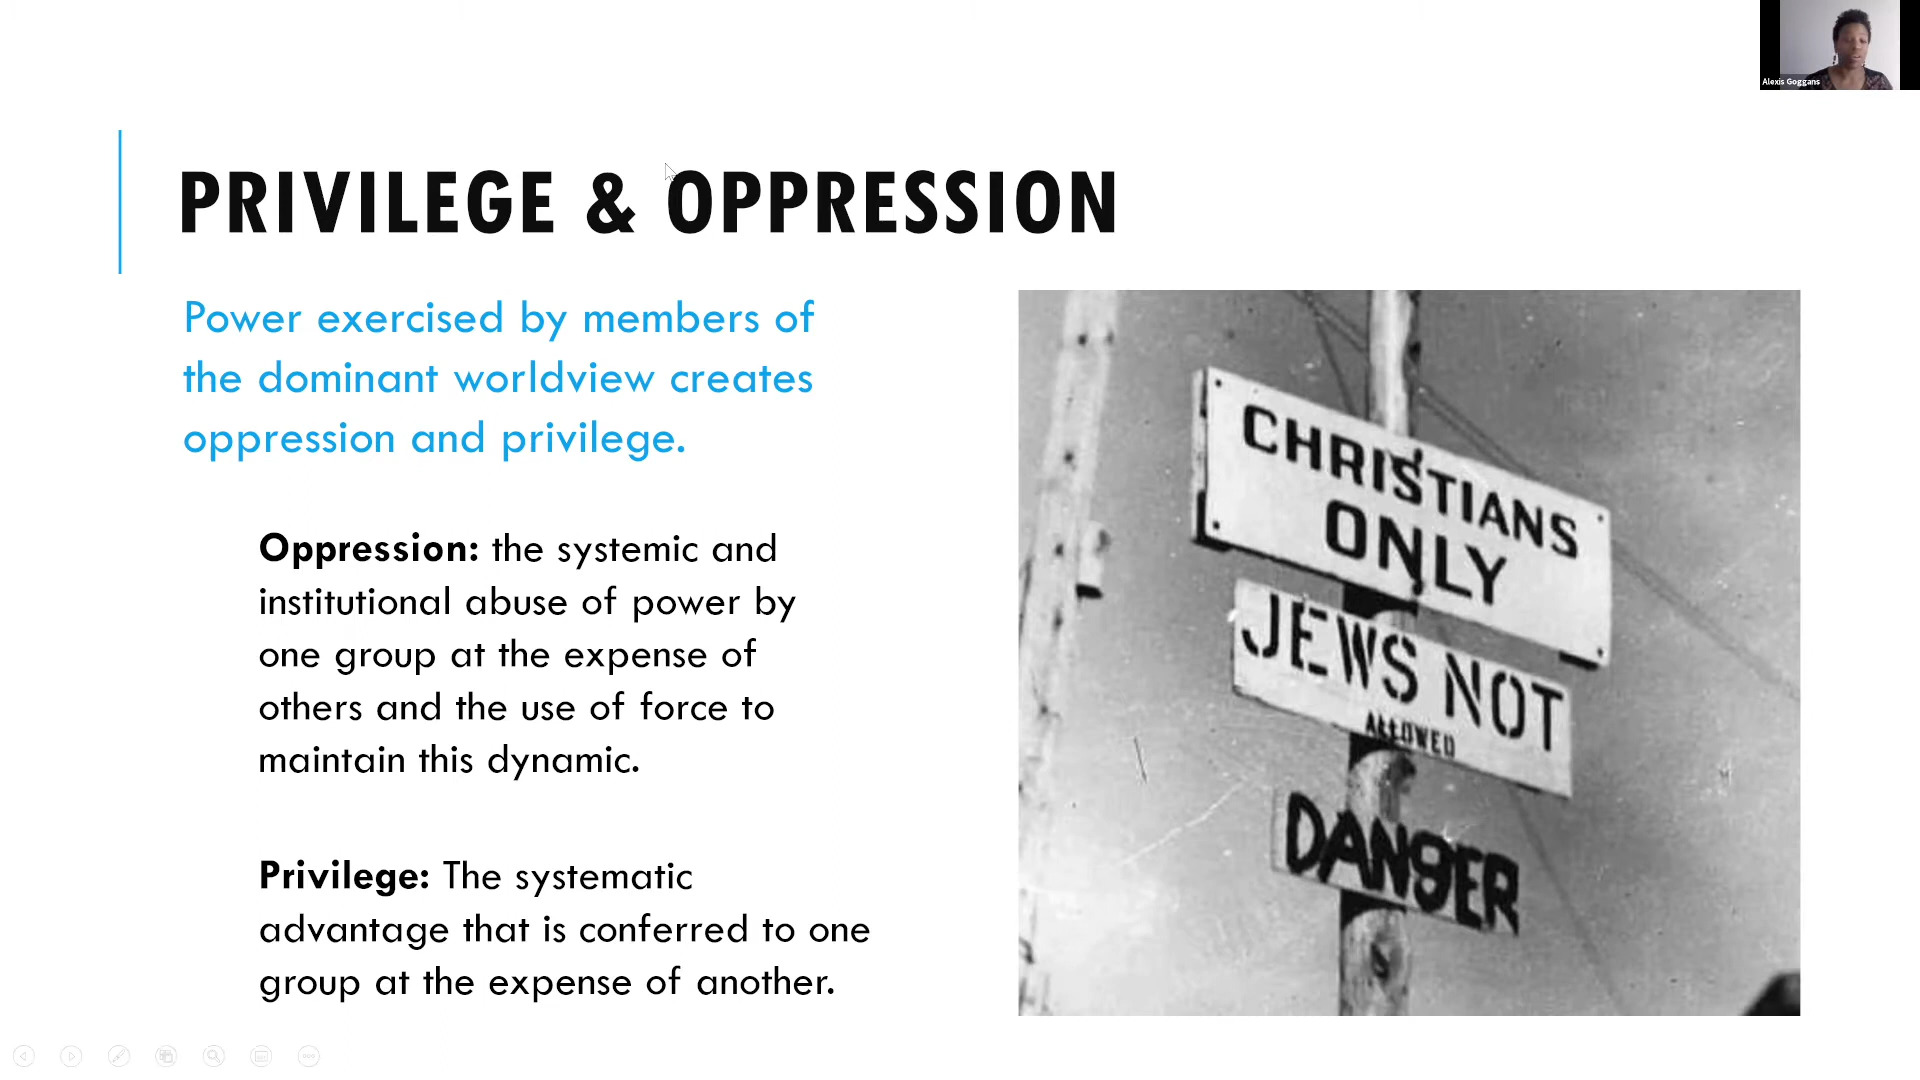 Alexis Goggans
PRIVILEGE & OPPRESSION
Power exercised by members of
the dominant worldview creates
oppression and privilege.
Oppression: the systemic and
institutional abuse of power by
one group at the expense of
others and the use of force to
maintain this dynamic.
Privilege: The systematic
advantage that is conferred to one
group at the expense of another.
CHRISTIANS
ONLY
JEWS NOT
ALLOWED
DANGER